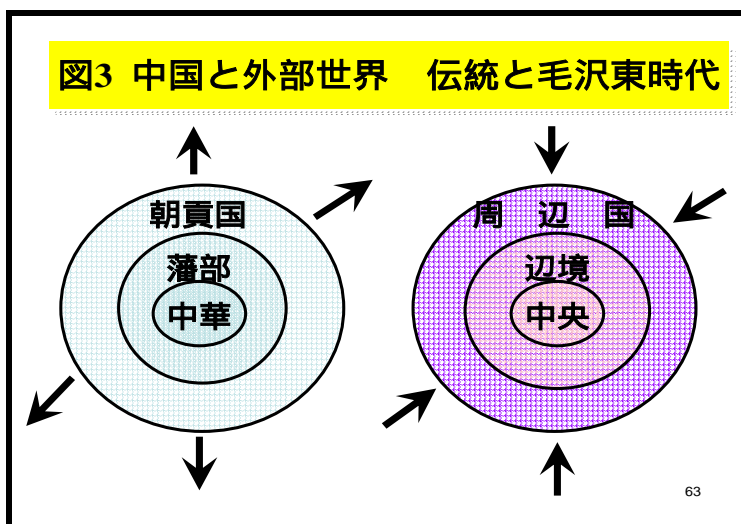 図3 中国と外部世界　伝統と毛沢東時代
朝貢国
藩部
中華
周　辺　国
辺境
中央
63